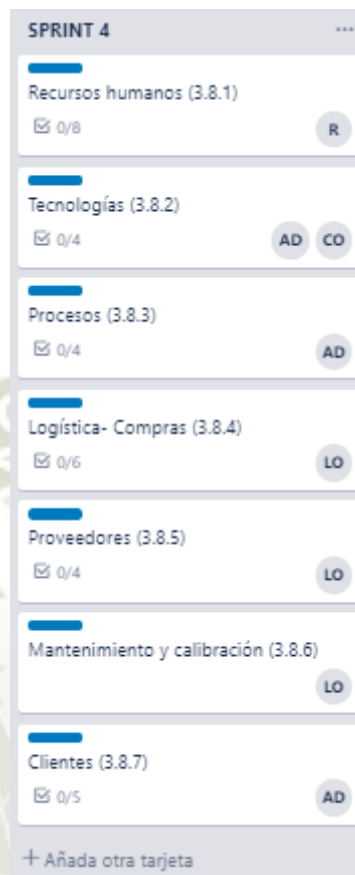 SPRINT 4 ...
Recursos humanos (3.8.1)
0/8 R
Tecnologías (3.8.2)
0/4 AD CO
Procesos (3.8.3)
0/4 AD
Logística- Compras (3.8.4)
0/6 LO
Proveedores (3.8.5)
0/4 LO
Mantenimiento y calibración (3.8.6)
LO
Clientes (3.8.7)
0/5 AD
+ Añada otra tarjeta